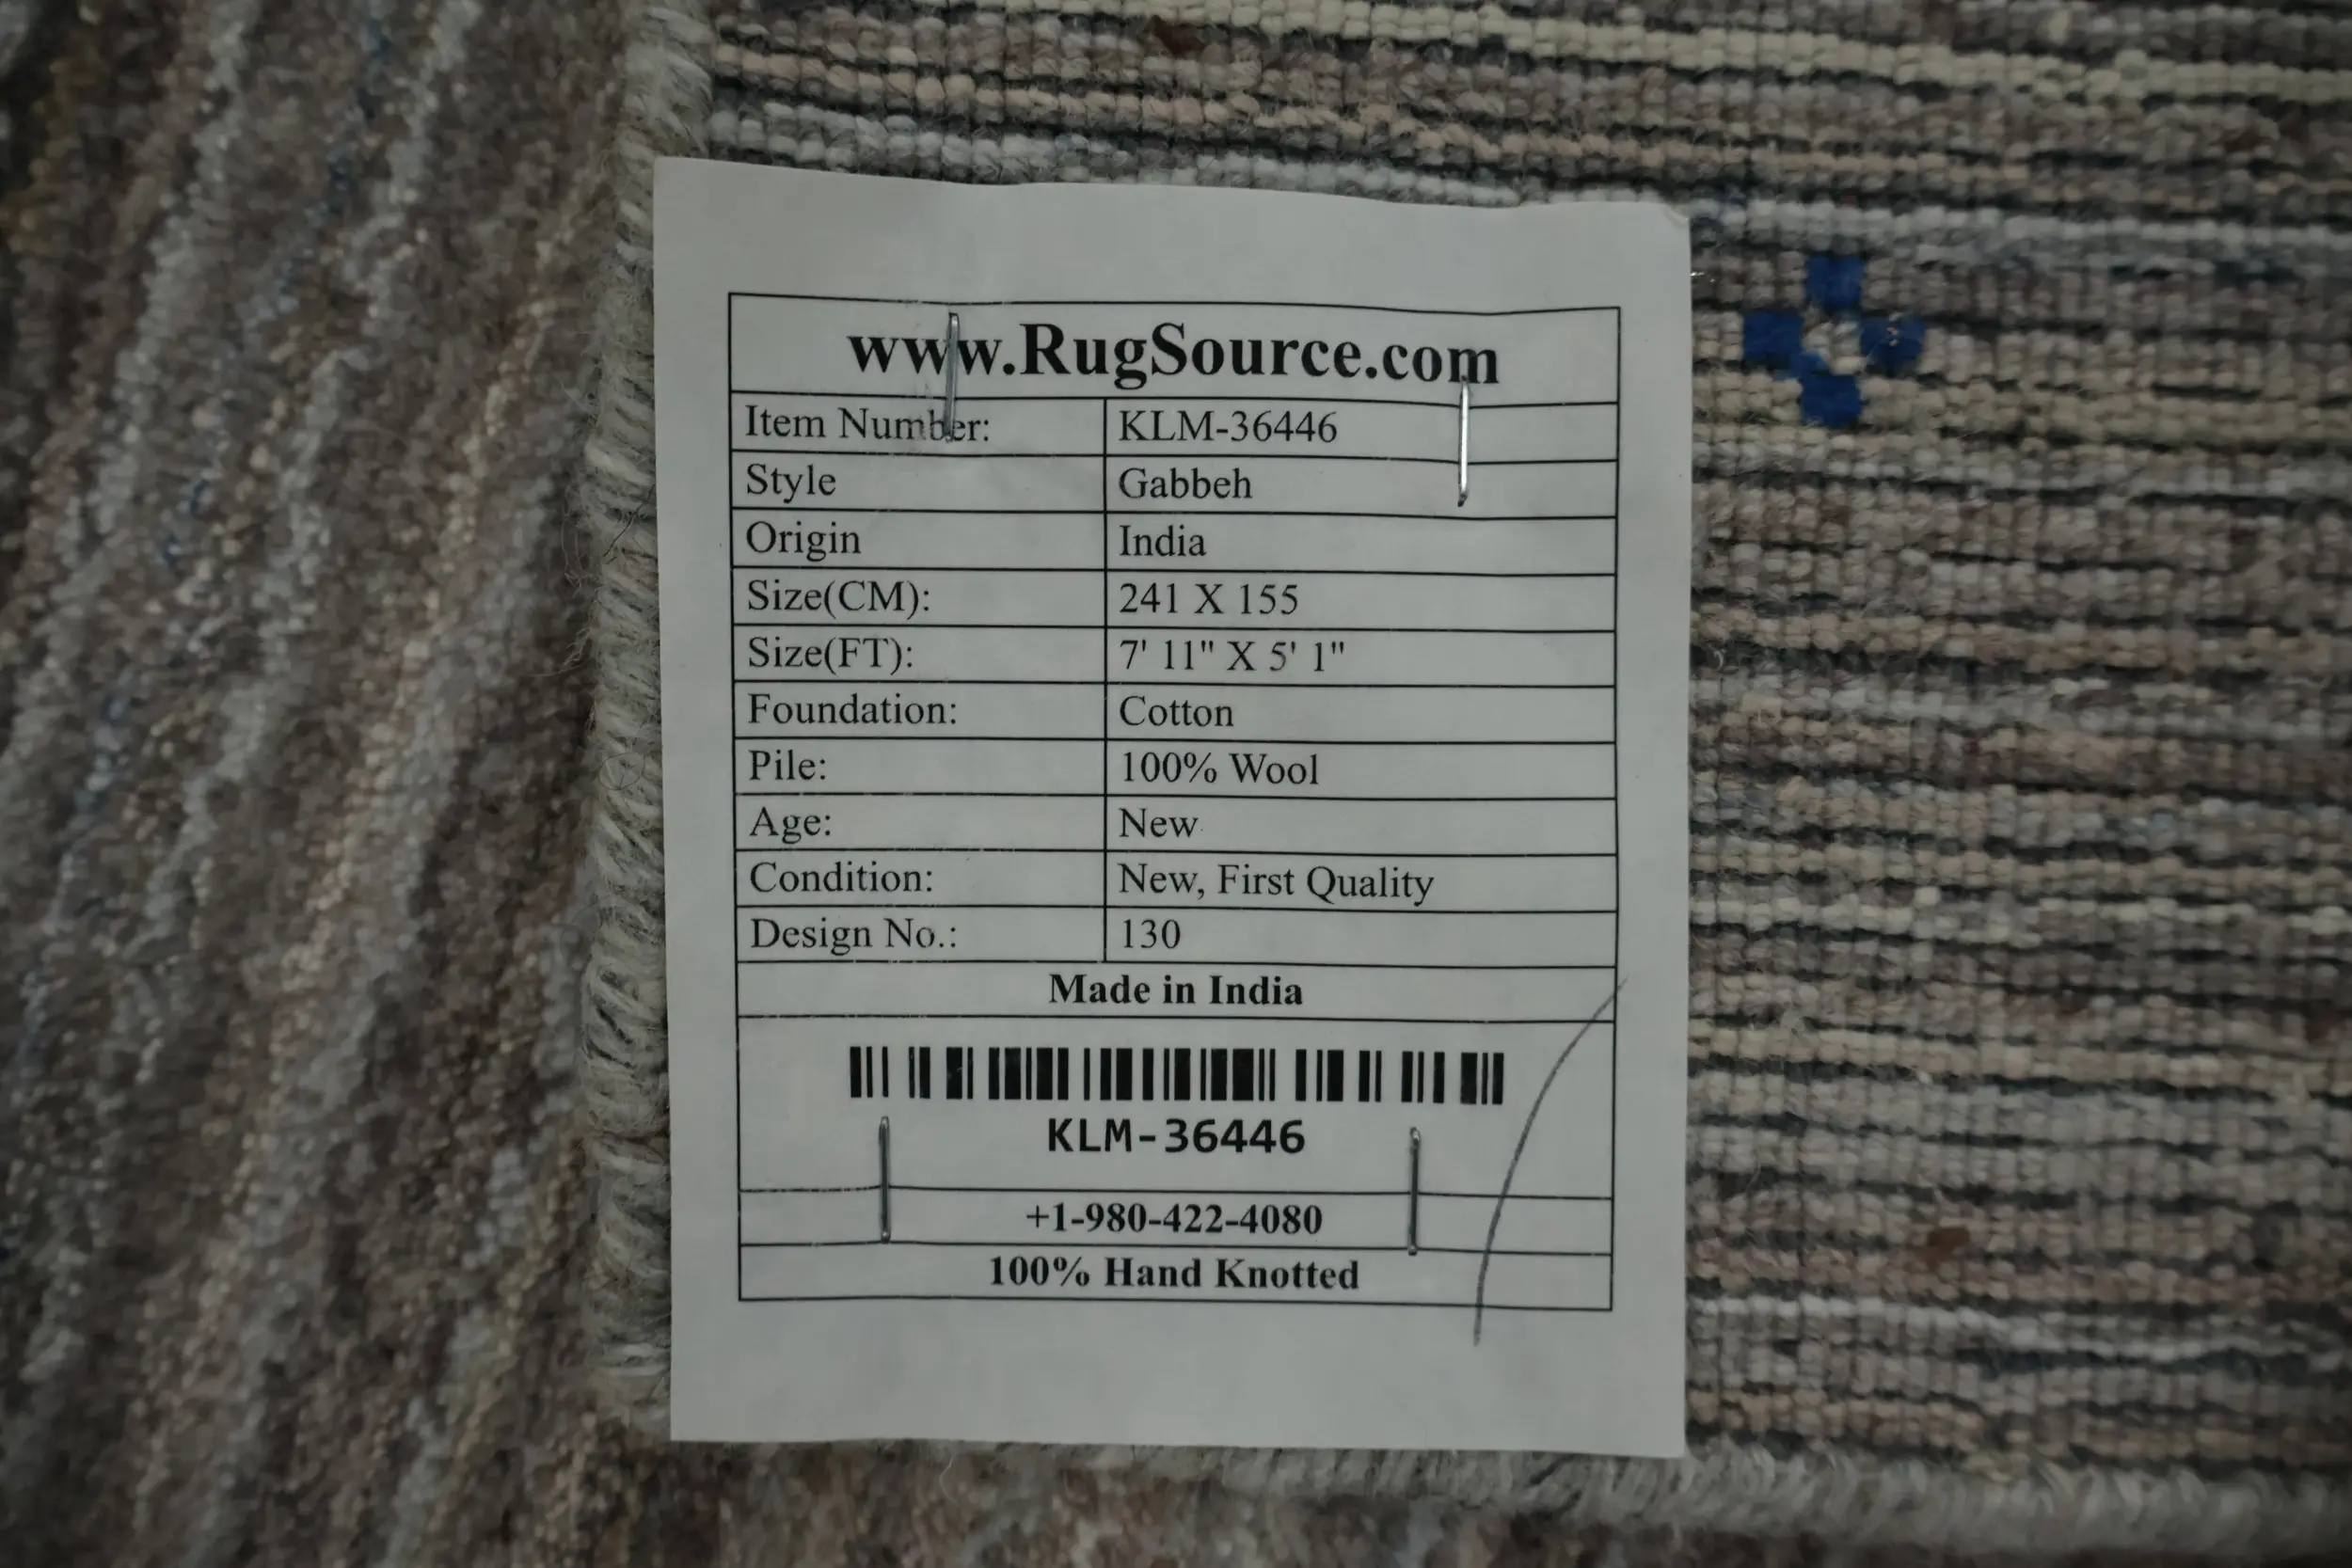 www.RugSource.com
Item Number: KLM-36446
Style Gabbeh
Origin India
Size(CM): 241 X 155
Size(FT): 7' 11" X 5' 1"
Foundation: Cotton
Pile: 100% Wool
Age: New
Condition: New, First Quality
Design No.: 130
Made in India
KLM-36446
+1-980-422-4080
100% Hand Knotted